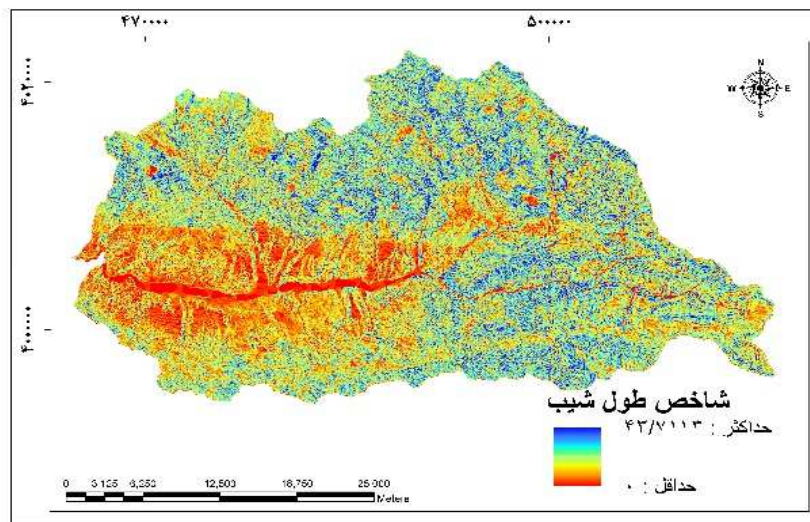 ۴۷۰۰۰۰ ۵۰۰۰۰۰
۴۰۲۰۰۰۰
N
W E
S
۴۰۰۰۰۰۰
شاخص طول شیب
حداکثر : ۴۳/۷۱۱۳
حداقل : ۰
0 3,125 6,250 12,500 18,750 25,000
Meters